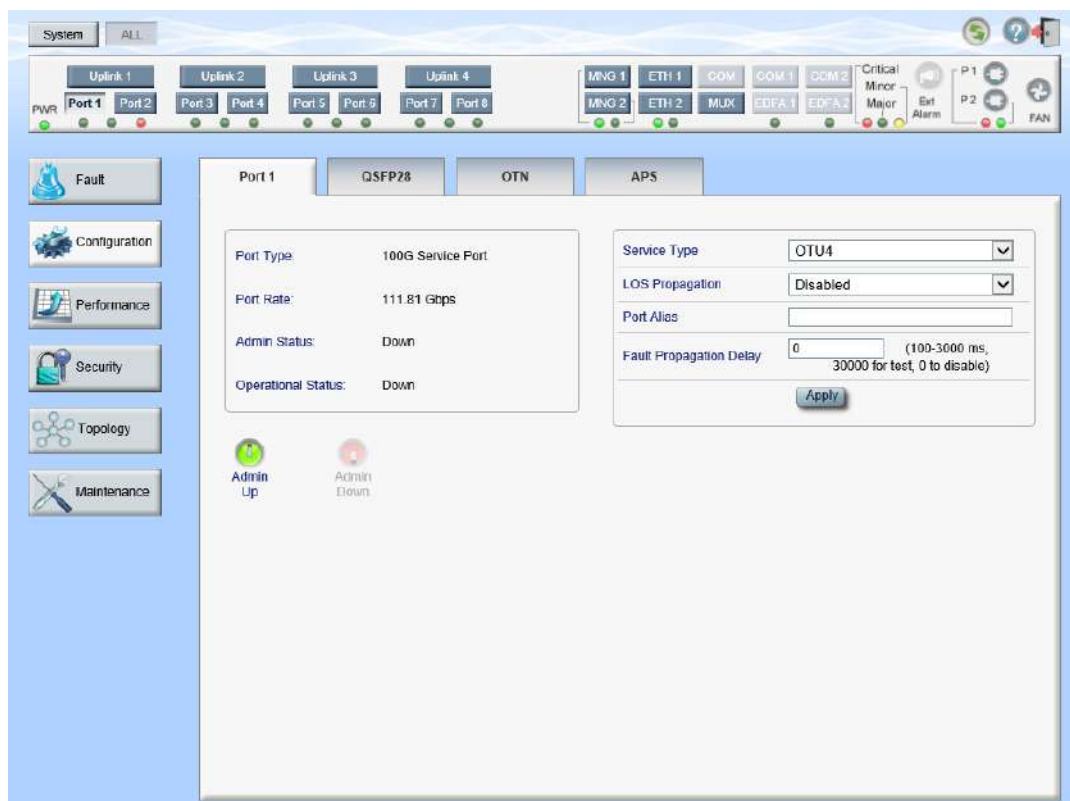 System ALL
Uplink 1 Uplink 2 Uplink 3 Uplink 4 MNG 1 ETH 1 COM COM 1 COM 2 Critical Minor Major Ext Alarm P1 P2 FAN
PWR Port 1 Port 2 Port 3 Port 4 Port 5 Port 6 Port 7 Port 8 MNG 2 ETH 2 MUX EDFA 1 EDFA 2
Fault
Configuration
Performance
Security
Topology
Maintenance
Port 1 QSFP28 OTN APS
Port Type: 100G Service Port
Port Rate: 111.81 Gbps
Admin Status: Down
Operational Status: Down
Admin Up
Admin Down
Service Type OTU4
LOS Propagation Disabled
Port Alias
Fault Propagation Delay 0 (100-3000 ms,
30000 for test, 0 to disable)
Apply